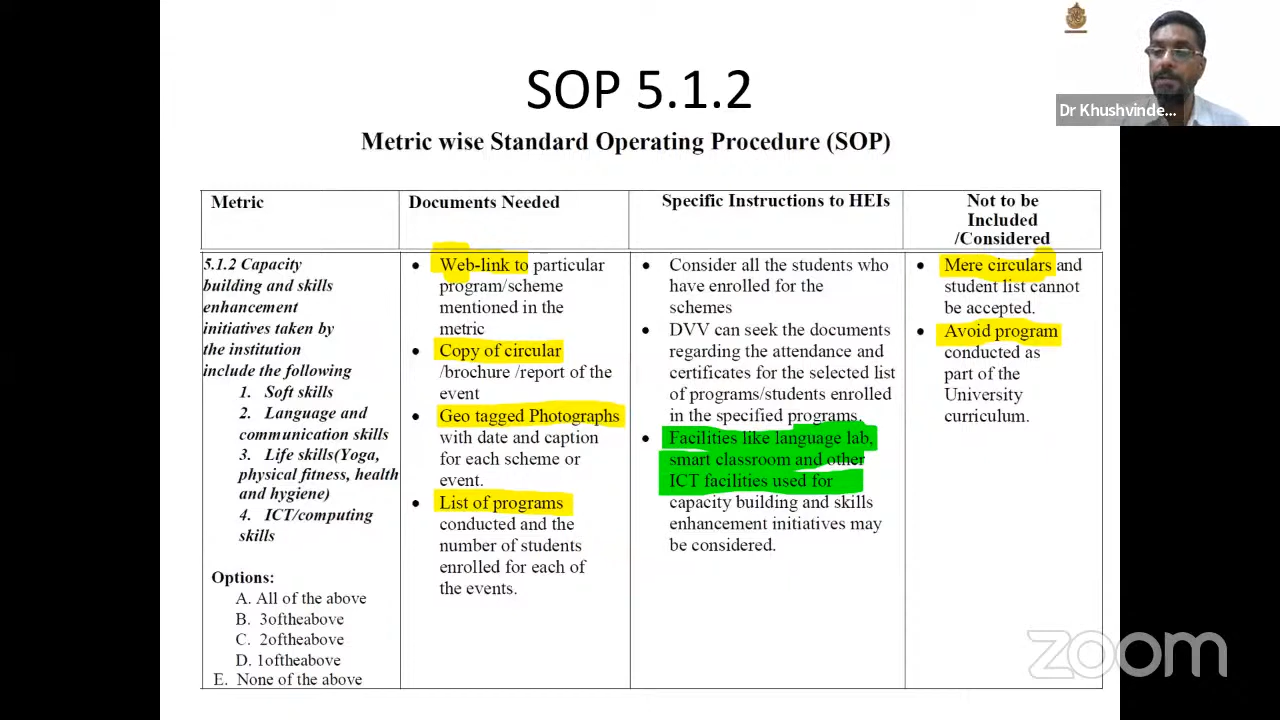 SOP 5.1.2
Dr Khushvinde...
Metric wise Standard Operating Procedure (SOP)
Metric
Documents Needed
Specific Instructions to HEIs
Not to be
Included
/Considered
5.1.2 Capacity
building and skills
enhancement
initiatives taken by
the institution
include the following
1. Soft skills
2. Language and
communication skills
3. Life skills(Yoga,
physical fitness, health
and hygiene)
4. ICT/computing
skills
Options:
A. All of the above
B. 3oftheabove
C. 2oftheabove
D. 1oftheabove
E. None of the above
• Web-link to particular
program/scheme
mentioned in the
metric
• Copy of circular
/brochure /report of the
event
• Geo tagged Photographs
with date and caption
for each scheme or
event.
• List of programs
conducted and the
number of students
enrolled for each of
the events.
• Consider all the students who
have enrolled for the
schemes
• DVV can seek the documents
regarding the attendance and
certificates for the selected list
of programs/students enrolled
in the specified programs.
• Facilities like language lab,
smart classroom and other
ICT facilities used for
capacity building and skills
enhancement initiatives may
be considered.
• Mere circulars and
student list cannot
be accepted.
• Avoid program
conducted as
part of the
University
curriculum.
zoom